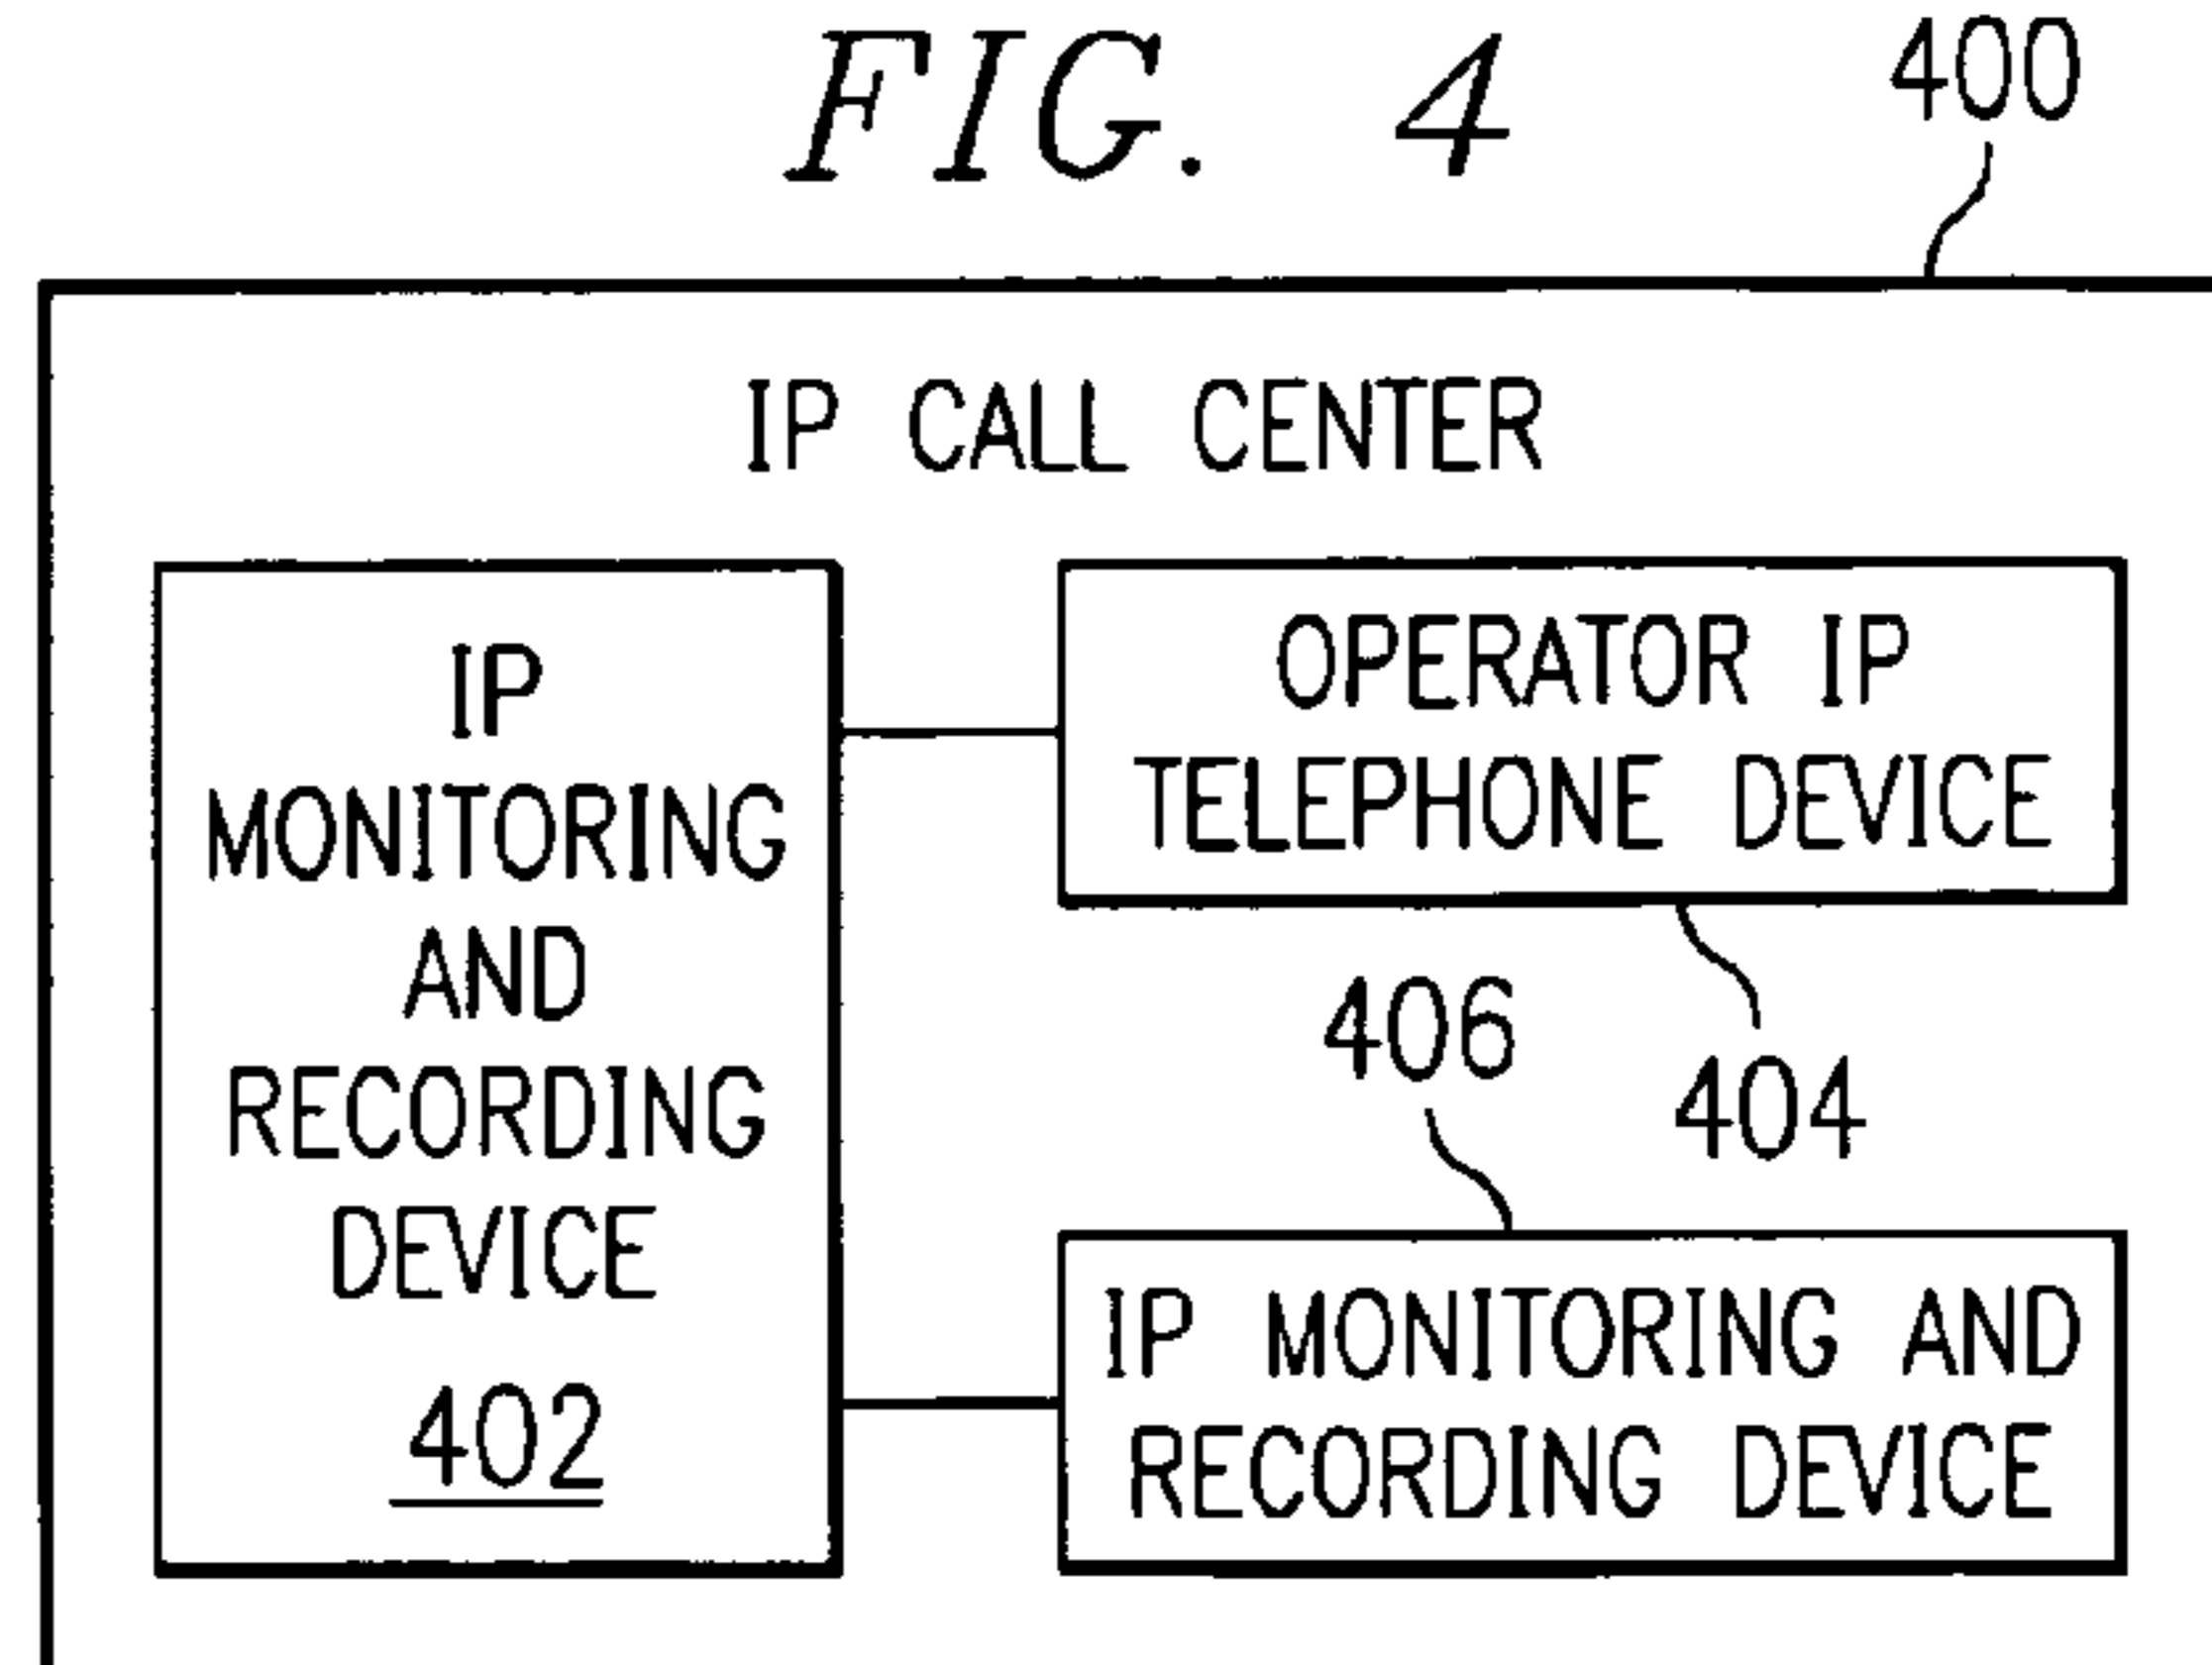 FIG. 4
400
IP CALL CENTER
IP
MONITORING
AND
RECORDING
DEVICE
402
OPERATOR IP
TELEPHONE DEVICE
404
406
IP MONITORING AND
RECORDING DEVICE